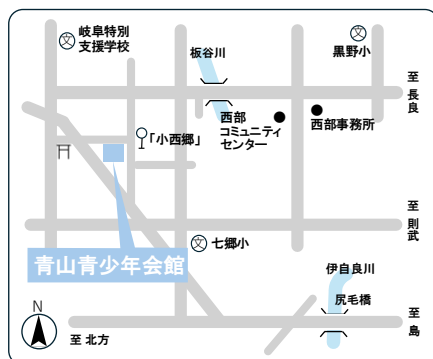 岐阜特別
支援学校
文
板谷川
黒野小
文
至長良
「小西郷」
西部
コミュニティ
センター
西部事務所
至則武
文
七郷小
青山青少年会館
伊自良川
尻毛橋
N
至 北方
至島